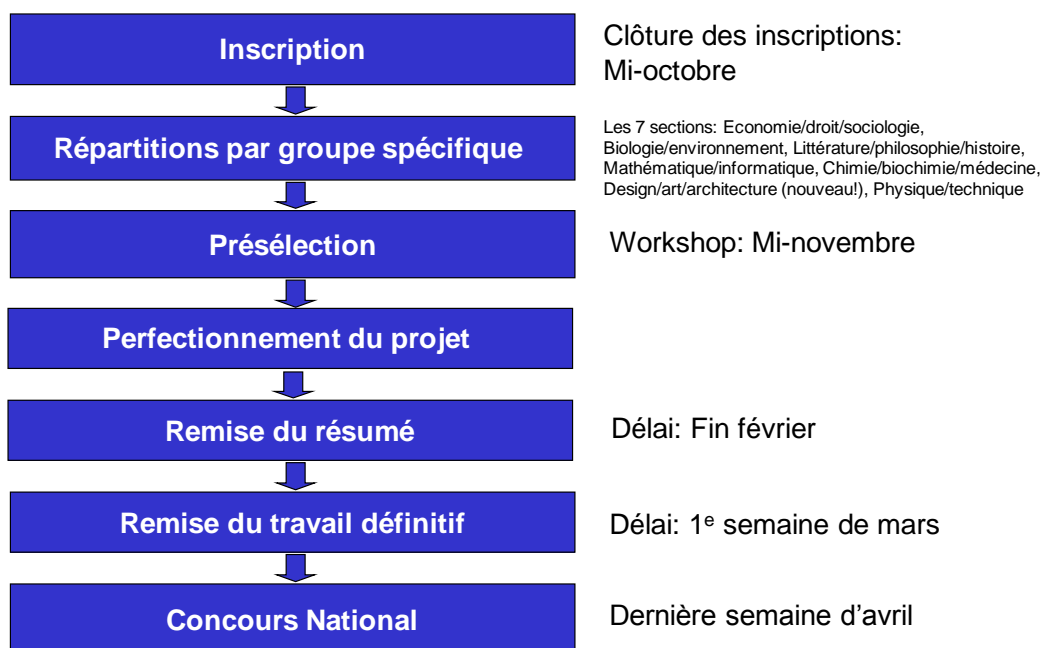 Inscription
Clôture des inscriptions:
Mi-octobre
Répartitions par groupe spécifique
Les 7 sections: Economie/droit/sociologie,
Biologie/environnement, Littérature/philosophie/histoire,
Mathématique/informatique, Chimie/biochimie/médecine,
Design/art/architecture (nouveau!), Physique/technique
Présélection
Workshop: Mi-novembre
Perfectionnement du projet
Remise du résumé
Délai: Fin février
Remise du travail définitif
Délai: 1e semaine de mars
Concours National
Dernière semaine d'avril